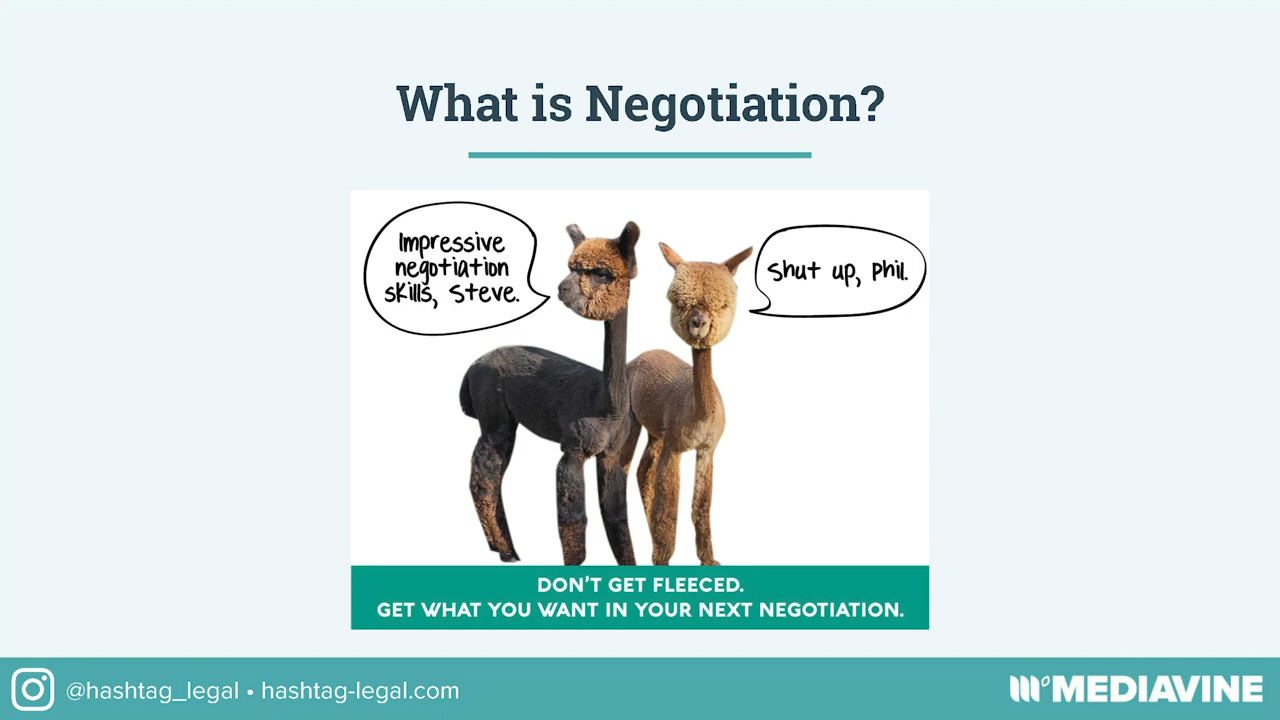 What is Negotiation?
Impressive
negotiation
skills, Steve.
Shut up, Phil.
DON'T GET FLEECED.
GET WHAT YOU WANT IN YOUR NEXT NEGOTIATION.
@hashtag_legal • hashtag-legal.com
MEDIAVINE